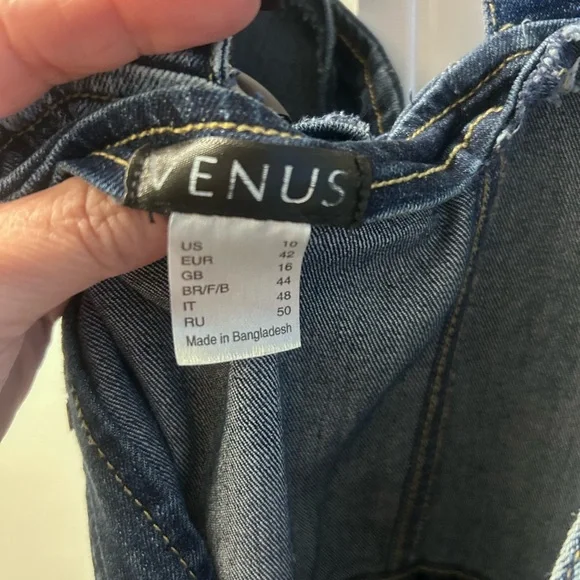 VENUS
US 10
EUR 42
GB 16
BR/F/B 44
IT 48
RU 50
Made in Bangladesh